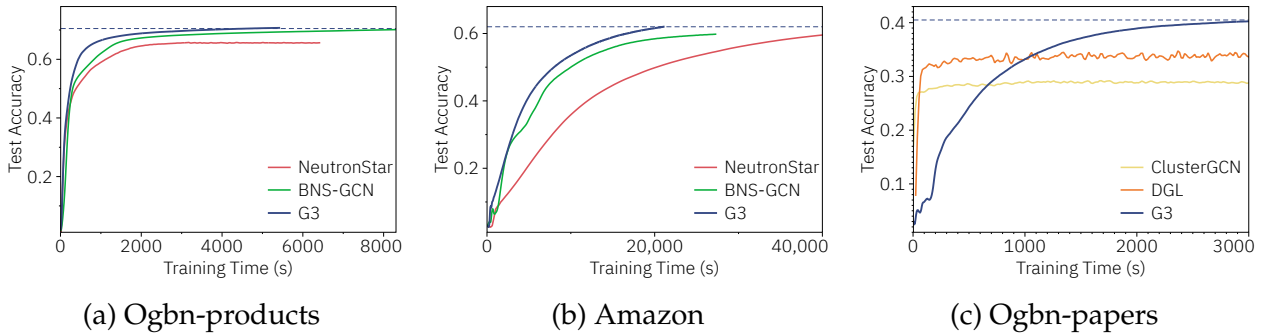 Test Accuracy
0.6
0.4
0.2
NeutronStar
BNS-GCN
G3
0 2000 4000 6000 8000
Training Time (s)
(a) Ogbn-products
Test Accuracy
0.6
0.4
0.2
NeutronStar
BNS-GCN
G3
0 20,000 40,000
Training Time (s)
(b) Amazon
Test Accuracy
0.4
0.3
0.2
0.1
ClusterGCN
DGL
G3
0 1000 2000 3000
Training Time (s)
(c) Ogbn-papers